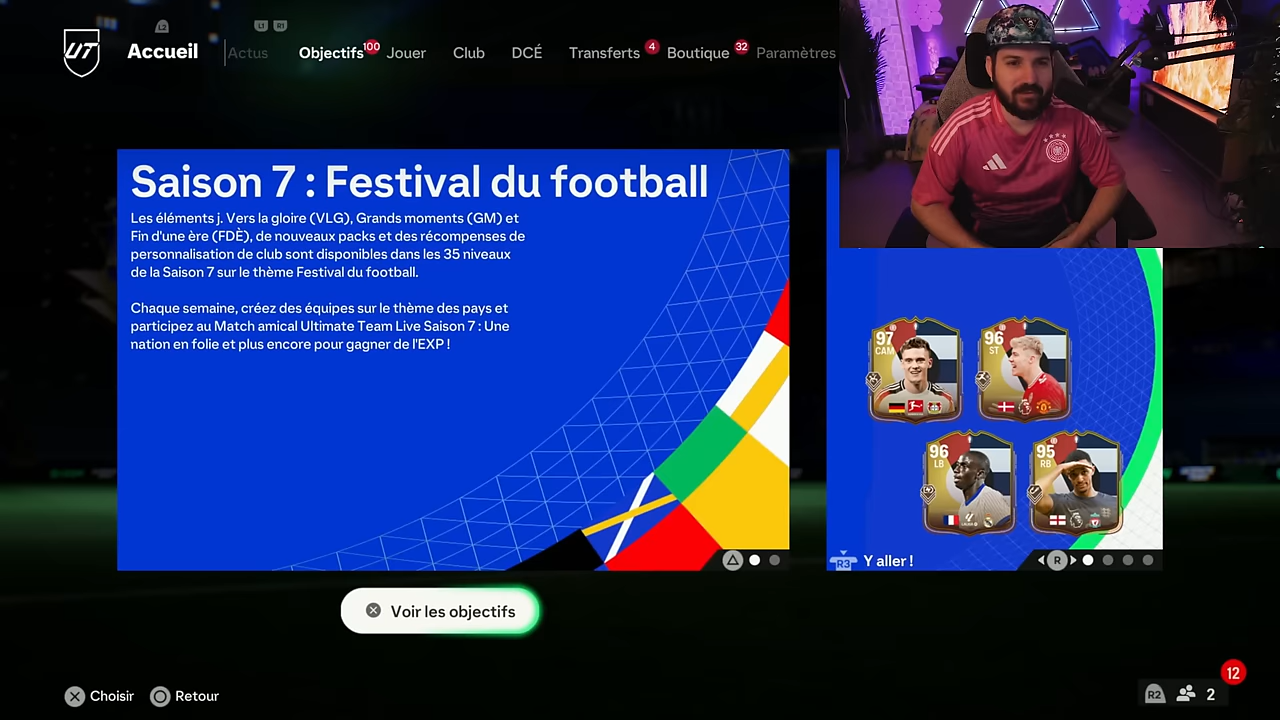 L2
L1 R1
UT
Accueil
Actus
Objectifs 100
Jouer
Club
DCÉ
Transferts 4
Boutique 32
Paramètres
Saison 7 : Festival du football
Les éléments j. Vers la gloire (VLG), Grands moments (GM) et
Fin d'une ère (FDÈ), de nouveaux packs et des récompenses de
personnalisation de club sont disponibles dans les 35 niveaux
de la Saison 7 sur le thème Festival du football.
Chaque semaine, créez des équipes sur le thème des pays et
participez au Match amical Ultimate Team Live Saison 7 : Une
nation en folie et plus encore pour gagner de l'EXP !
97
CAM
96
ST
96
LB
95
RB
R3 Y aller !
R
Voir les objectifs
Choisir
Retour
12
R2
2